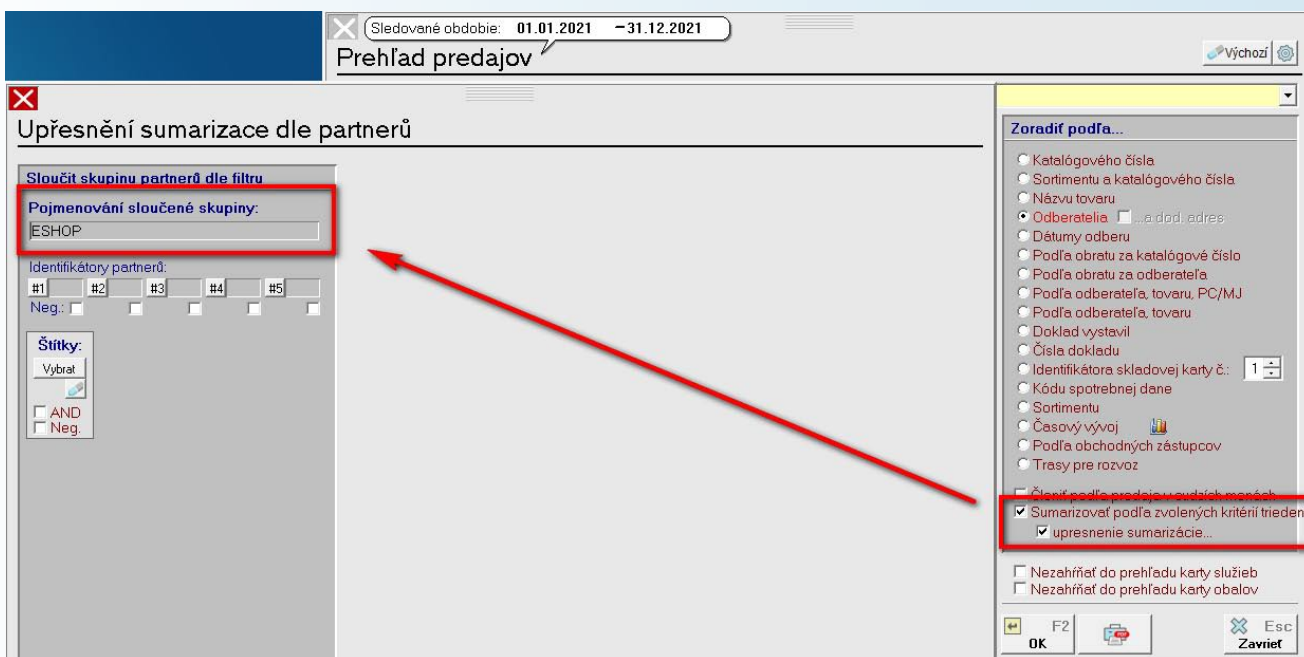 Sledované obdobie: 01.01.2021 –31.12.2021
Prehľad predajov
Výchozí
Upřesnění sumarizace dle partnerů
Sloučit skupinu partnerů dle filtru
Pojmenování sloučené skupiny:
ESHOP
Identifikátory partnerů:
#1 #2 #3 #4 #5
Neg.:
Štítky:
Vybrat
AND
Neg.
Zoradiť podľa...
Katalógového čísla
Sortimentu a katalógového čísla
Názvu tovaru
Odberatelia ...a dod. adres
Dátumy odberu
Podľa obratu za katalógové číslo
Podľa obratu za odberateľa
Podľa odberateľa, tovaru, PC/MJ
Podľa odberateľa, tovaru
Doklad vystavil
Čísla dokladu
Identifikátora skladovej karty č.: 1
Kódu spotrebnej dane
Sortimentu
Časový vývoj
Podľa obchodných zástupcov
Trasy pre rozvoz
Členiť podľa predaja v cudzích menách
Sumarizovať podľa zvolených kritérií trieden
upresnenie sumarizácie...
Nezahŕňať do prehľadu karty služieb
Nezahŕňať do prehľadu karty obalov
F2
OK
Esc
Zavrieť